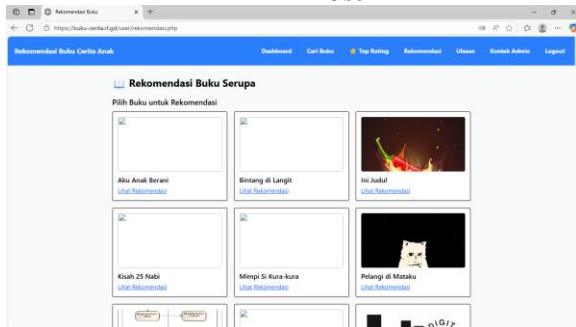 Rekomendasi Buku
https://buku-cerita.rf.gd/user/rekomendasi.php
Rekomendasi Buku Cerita Anak
Dashboard Cari Buku Top Rating Rekomendasi Ulasan Kontak Admin Logout
Rekomendasi Buku Serupa
Pilih Buku untuk Rekomendasi
Aku Anak Berani
Lihat Rekomendasi
Bintang di Langit
Lihat Rekomendasi
Ini Judul
Lihat Rekomendasi
Kisah 25 Nabi
Lihat Rekomendasi
Mimpi Si Kura-kura
Lihat Rekomendasi
Pelangi di Mataku
Lihat Rekomendasi
DIGIT